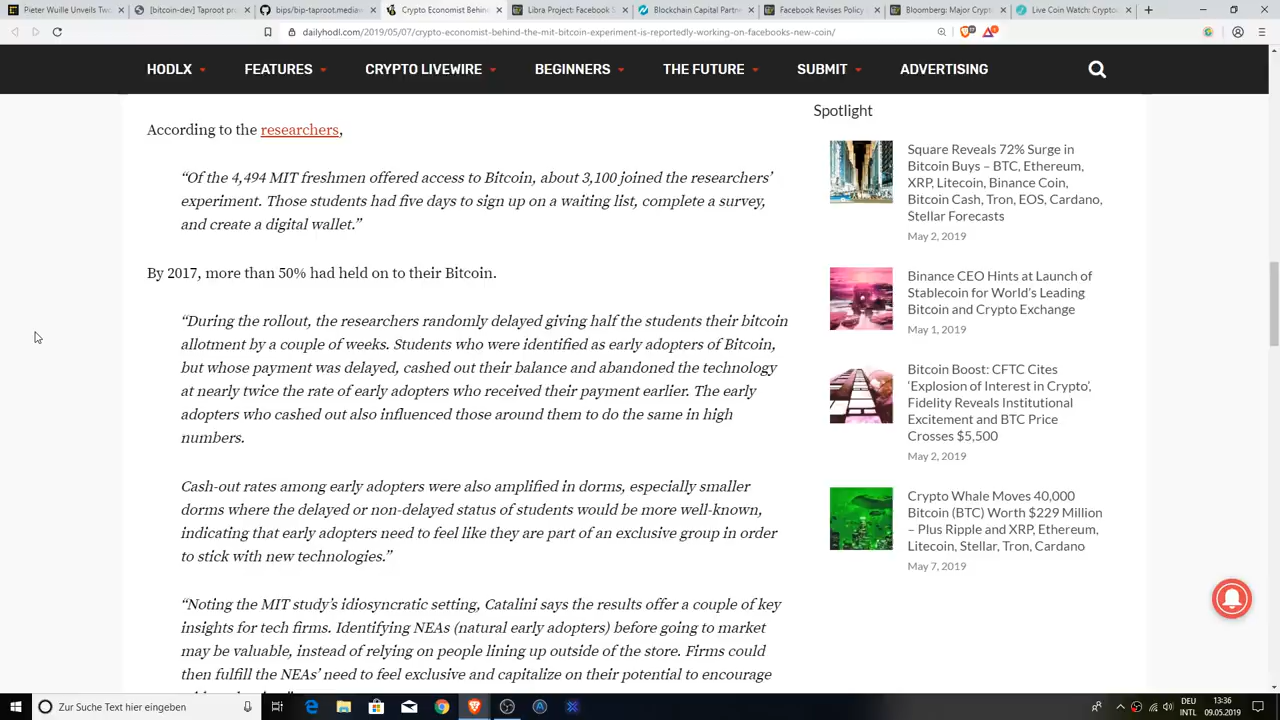 Pieter Wuille Unveils Two
[bitcoin-dev] Taproot pr
bips/bip-taproot.mediaw
Crypto Economist Behin
Libra Project: Facebook S
Blockchain Capital Partn
Facebook Revises Policy
Bloomberg: Major Crypt
Live Coin Watch: Crypto
dailyhodl.com/2019/05/07/crypto-economist-behind-the-mit-bitcoin-experiment-is-reportedly-working-on-facebooks-new-coin/
HODLX FEATURES CRYPTO LIVEWIRE BEGINNERS THE FUTURE SUBMIT ADVERTISING
According to the researchers,
“Of the 4,494 MIT freshmen offered access to Bitcoin, about 3,100 joined the researchers’
experiment. Those students had five days to sign up on a waiting list, complete a survey,
and create a digital wallet.”
By 2017, more than 50% had held on to their Bitcoin.
“During the rollout, the researchers randomly delayed giving half the students their bitcoin
allotment by a couple of weeks. Students who were identified as early adopters of Bitcoin,
but whose payment was delayed, cashed out their balance and abandoned the technology
at nearly twice the rate of early adopters who received their payment earlier. The early
adopters who cashed out also influenced those around them to do the same in high
numbers.
Cash-out rates among early adopters were also amplified in dorms, especially smaller
dorms where the delayed or non-delayed status of students would be more well-known,
indicating that early adopters need to feel like they are part of an exclusive group in order
to stick with new technologies.”
“Noting the MIT study’s idiosyncratic setting, Catalini says the results offer a couple of key
insights for tech firms. Identifying NEAs (natural early adopters) before going to market
may be valuable, instead of relying on people lining up outside of the store. Firms could
then fulfill the NEAs’ need to feel exclusive and capitalize on their potential to encourage
Spotlight
Square Reveals 72% Surge in
Bitcoin Buys – BTC, Ethereum,
XRP, Litecoin, Binance Coin,
Bitcoin Cash, Tron, EOS, Cardano,
Stellar Forecasts
May 2, 2019
Binance CEO Hints at Launch of
Stablecoin for World’s Leading
Bitcoin and Crypto Exchange
May 1, 2019
Bitcoin Boost: CFTC Cites
‘Explosion of Interest in Crypto’,
Fidelity Reveals Institutional
Excitement and BTC Price
Crosses $5,500
May 2, 2019
Crypto Whale Moves 40,000
Bitcoin (BTC) Worth $229 Million
– Plus Ripple and XRP, Ethereum,
Litecoin, Stellar, Tron, Cardano
May 7, 2019
Zur Suche Text hier eingeben
DEU
INTL
13:36
09.05.2019